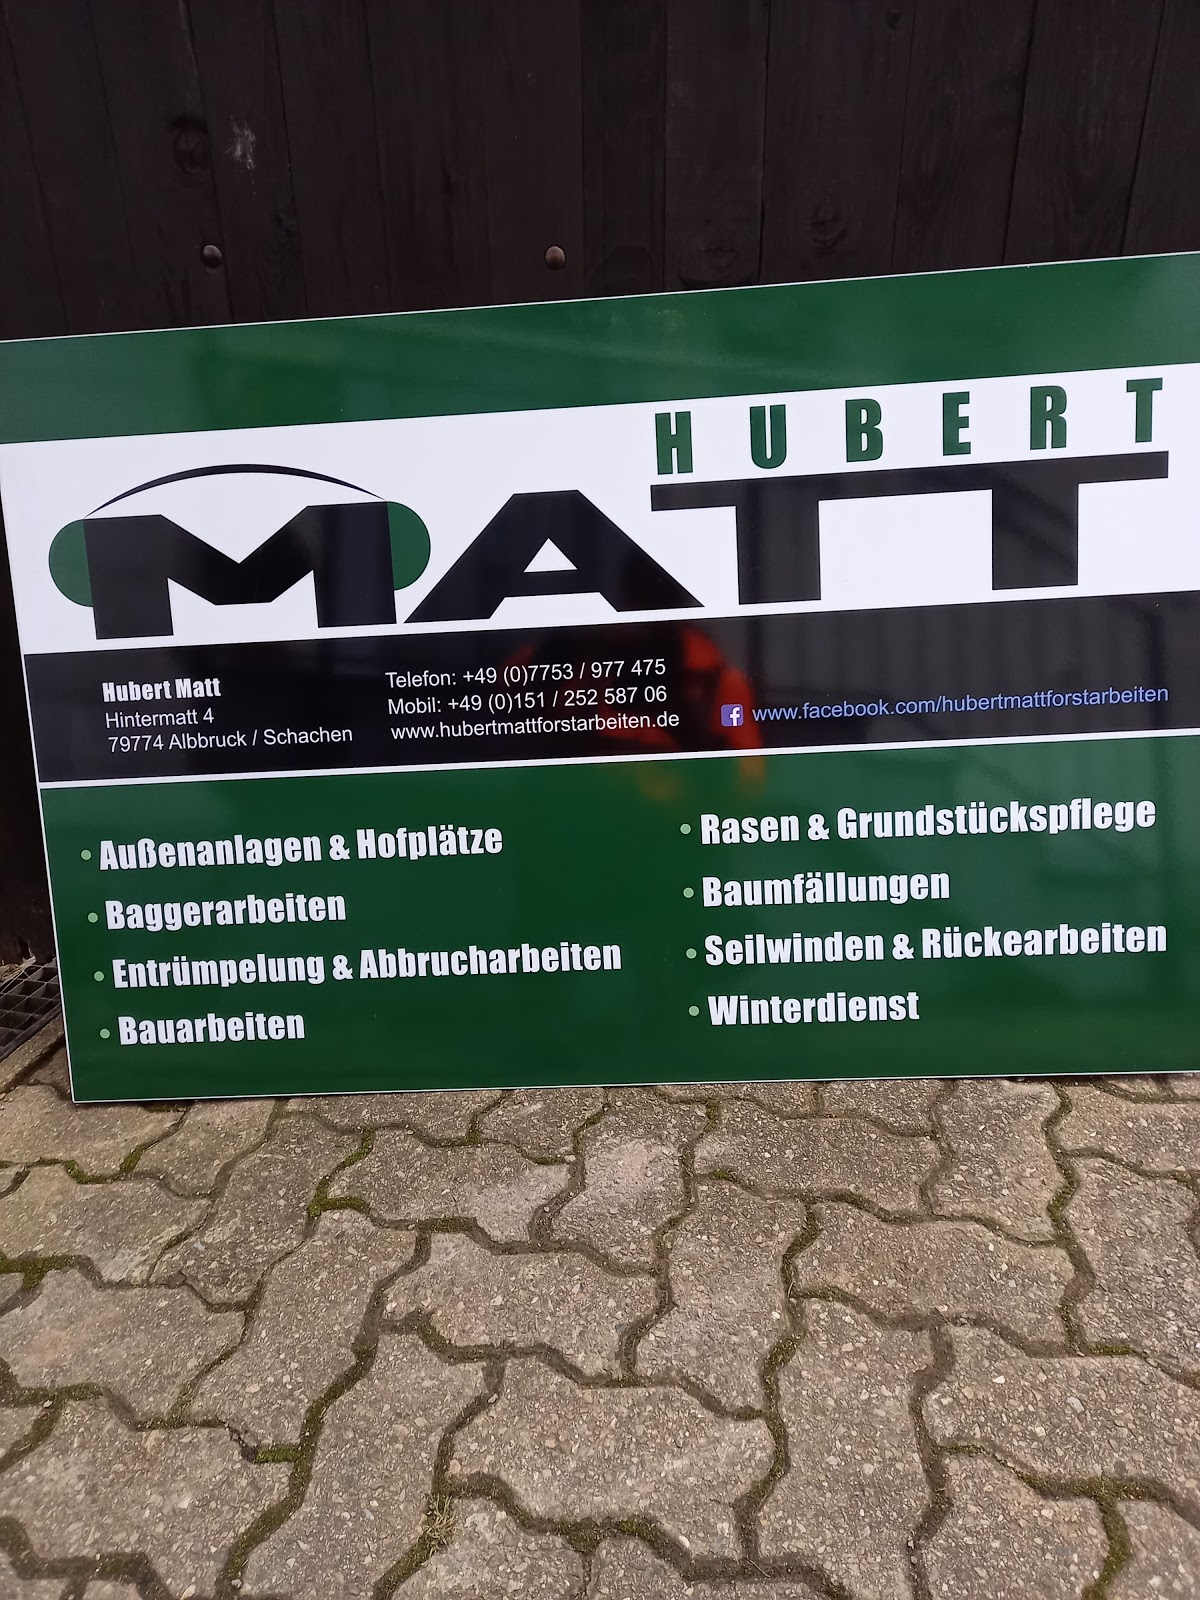 HUBERT
MATT
Hubert Matt
Hintermatt 4
79774 Albbruck / Schachen
Telefon: +49 (0)7753 / 977 475
Mobil: +49 (0)151 / 252 587 06
www.hubertmattforstarbeiten.de
f www.facebook.com/hubertmattforstarbeiten
• Außenanlagen & Hofplätze
• Baggerarbeiten
• Entrümpelung & Abbrucharbeiten
• Bauarbeiten
• Rasen & Grundstückspflege
• Baumfällungen
• Seilwinden & Rückearbeiten
• Winterdienst